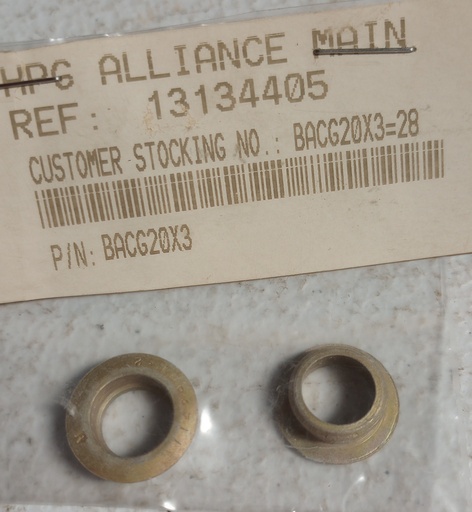 HPG ALLIANCE MAIN
REF: 13134405
CUSTOMER STOCKING NO.: BACG20X3=28
P/N: BACG20X3